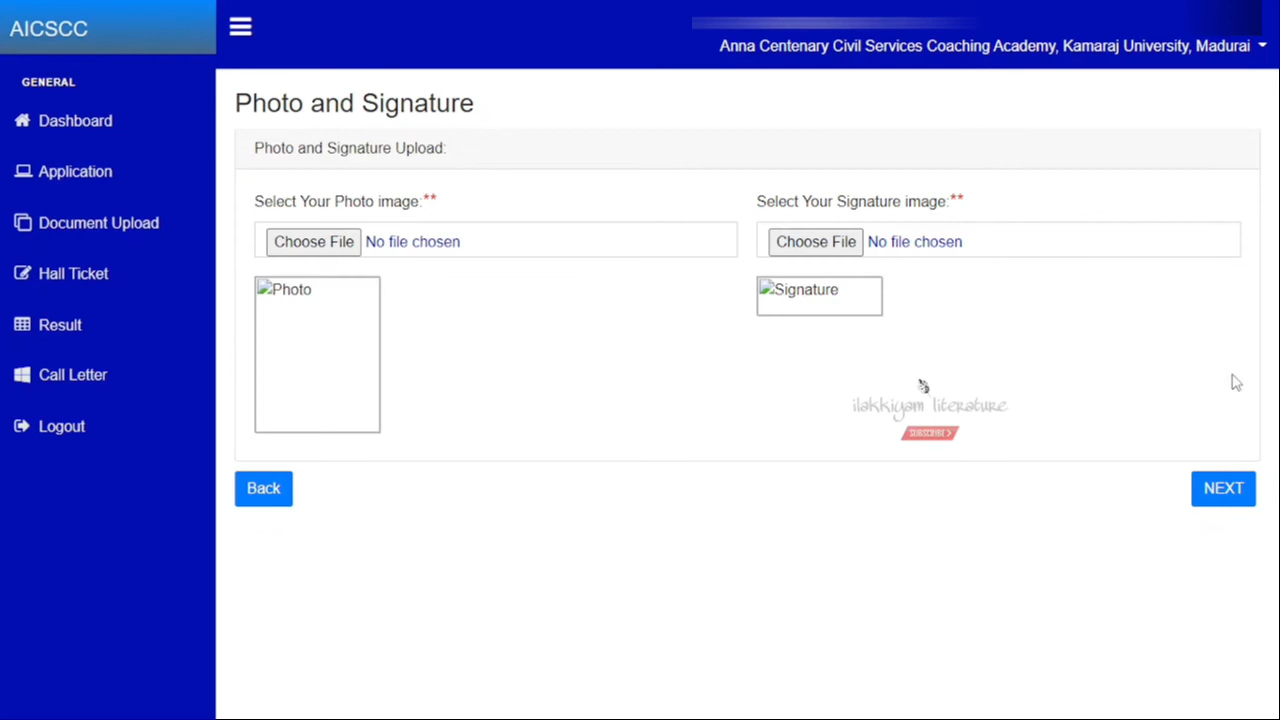 AICSCC
Anna Centenary Civil Services Coaching Academy, Kamaraj University, Madurai
GENERAL
Dashboard
Application
Document Upload
Hall Ticket
Result
Call Letter
Logout
Photo and Signature
Photo and Signature Upload:
Select Your Photo image:**
Select Your Signature image:**
Choose File No file chosen
Choose File No file chosen
Photo
Signature
ilakkiyam literature
SUBSCRIBE
Back
NEXT